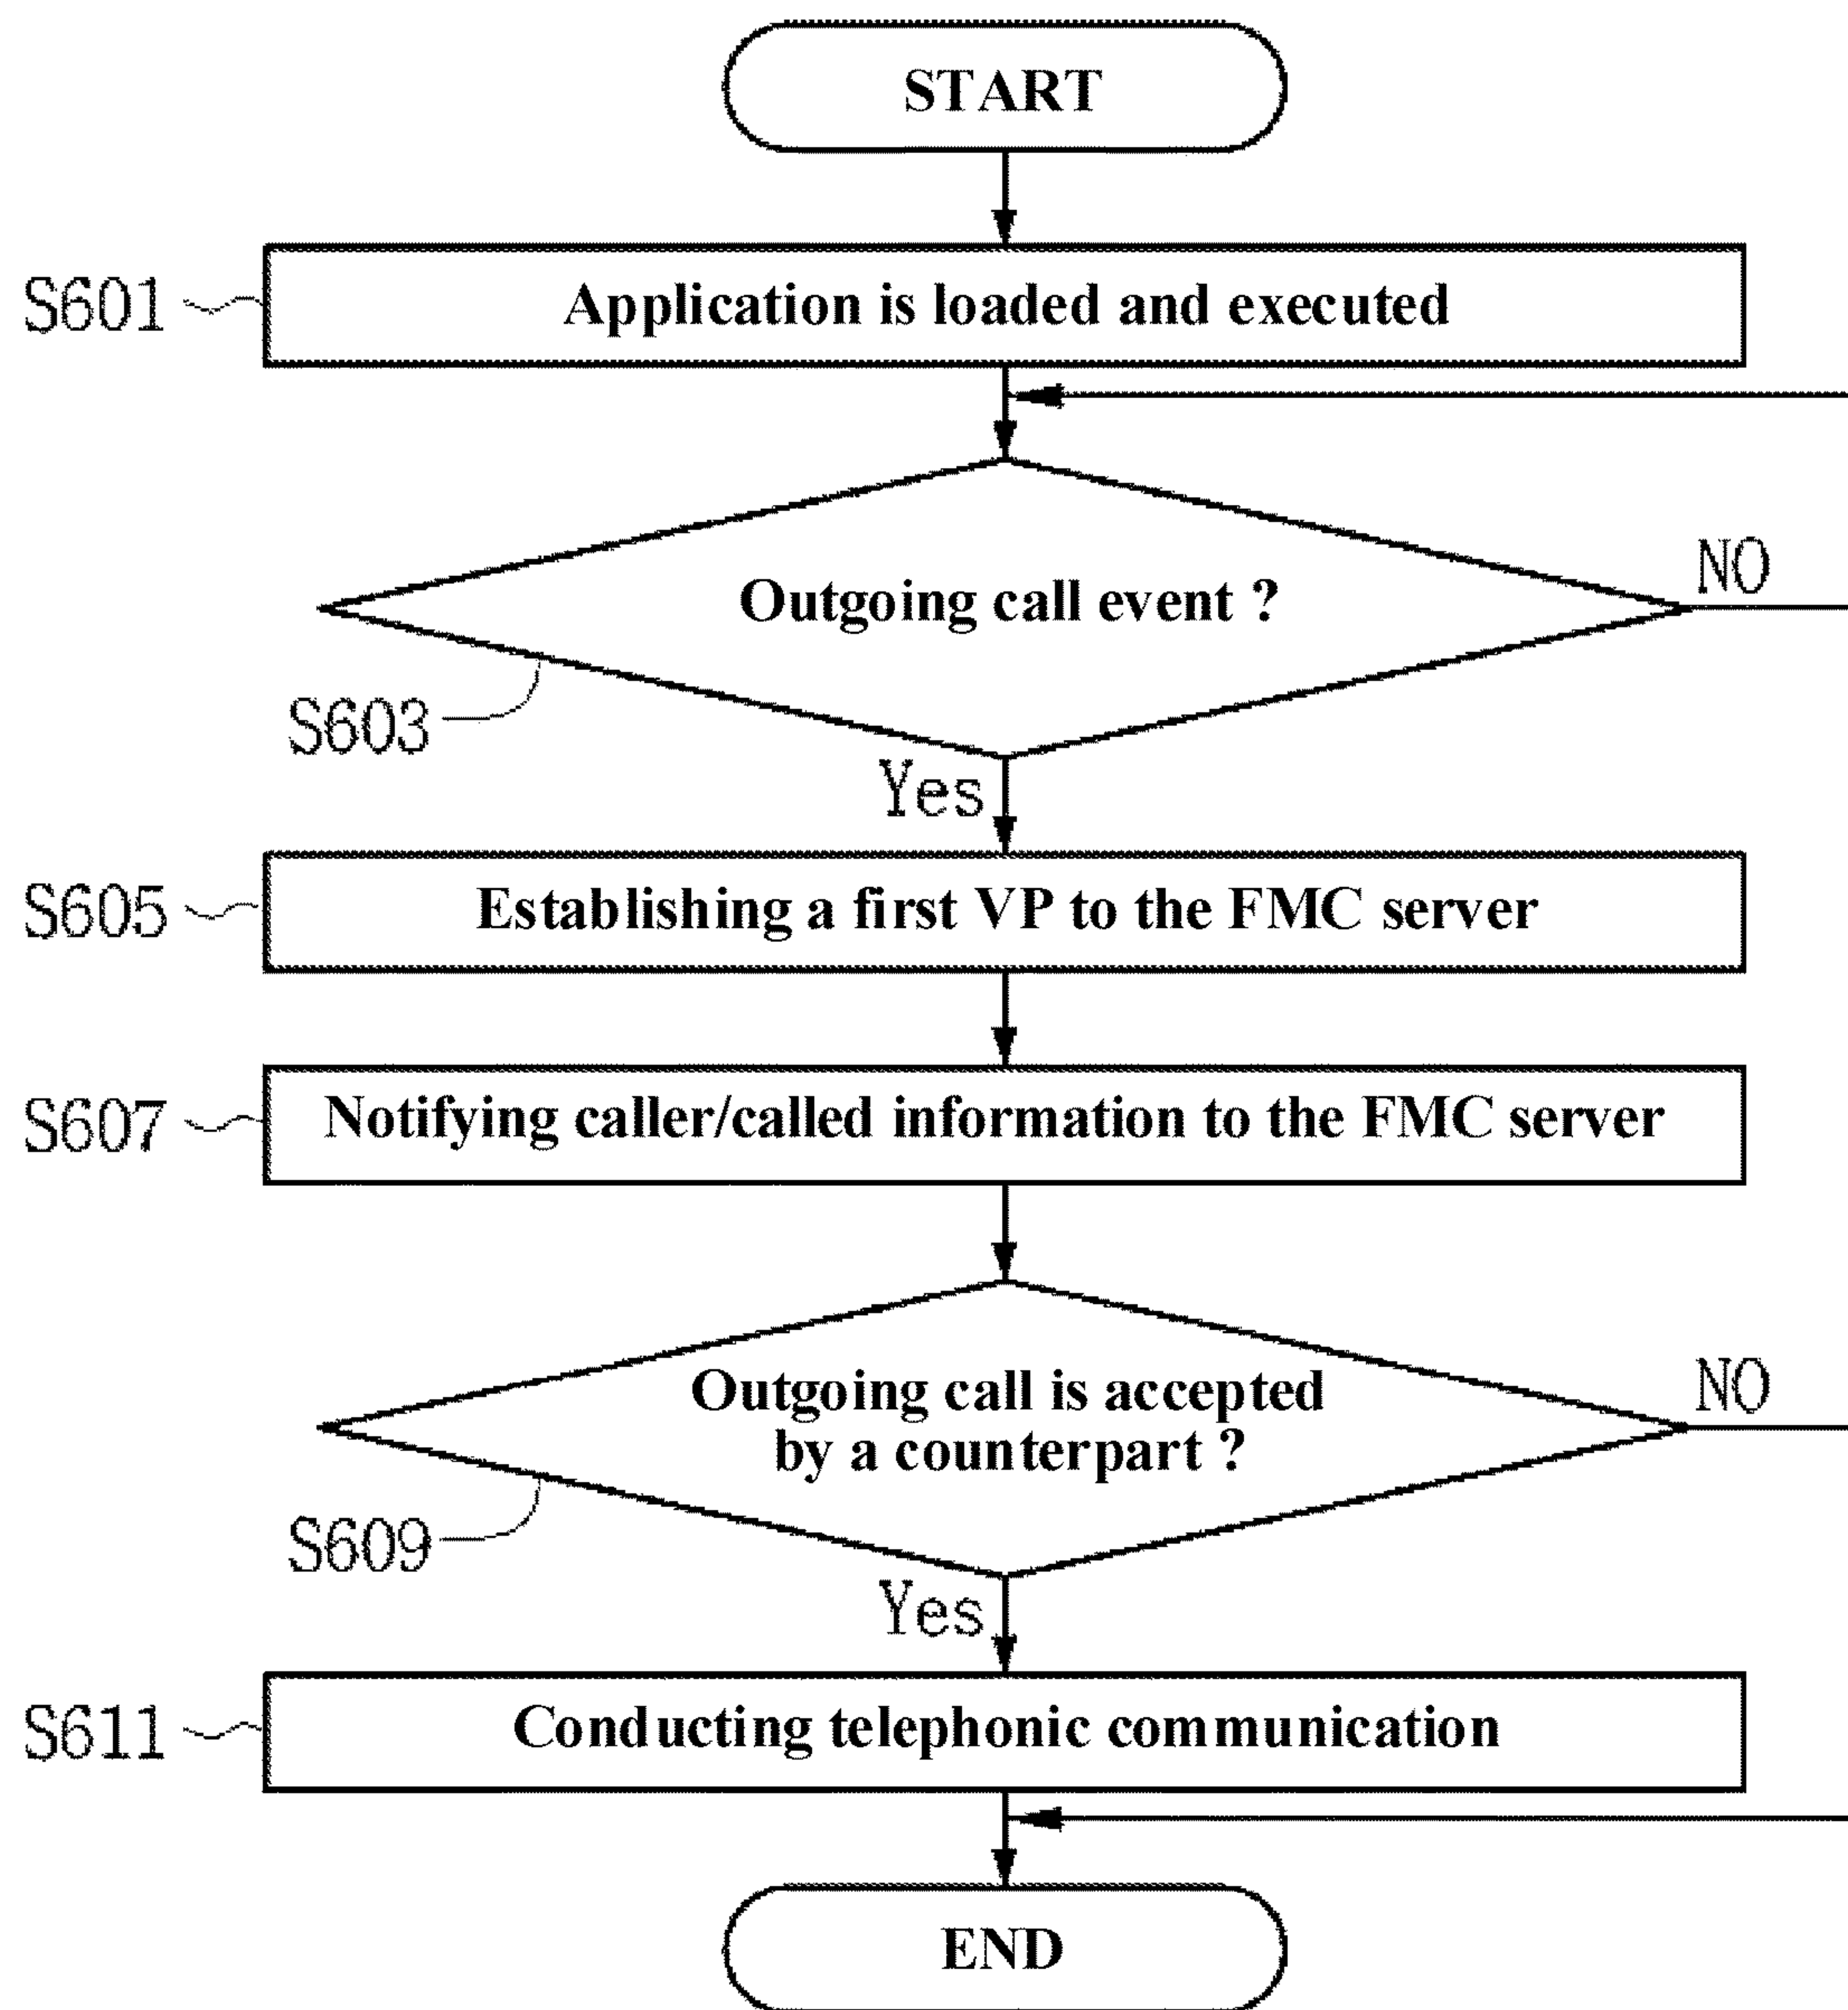 START
S601
Application is loaded and executed
Outgoing call event ?
NO
S603
Yes
S605
Establishing a first VP to the FMC server
S607
Notifying caller/called information to the FMC server
Outgoing call is accepted
by a counterpart ?
NO
S609
Yes
S611
Conducting telephonic communication
END